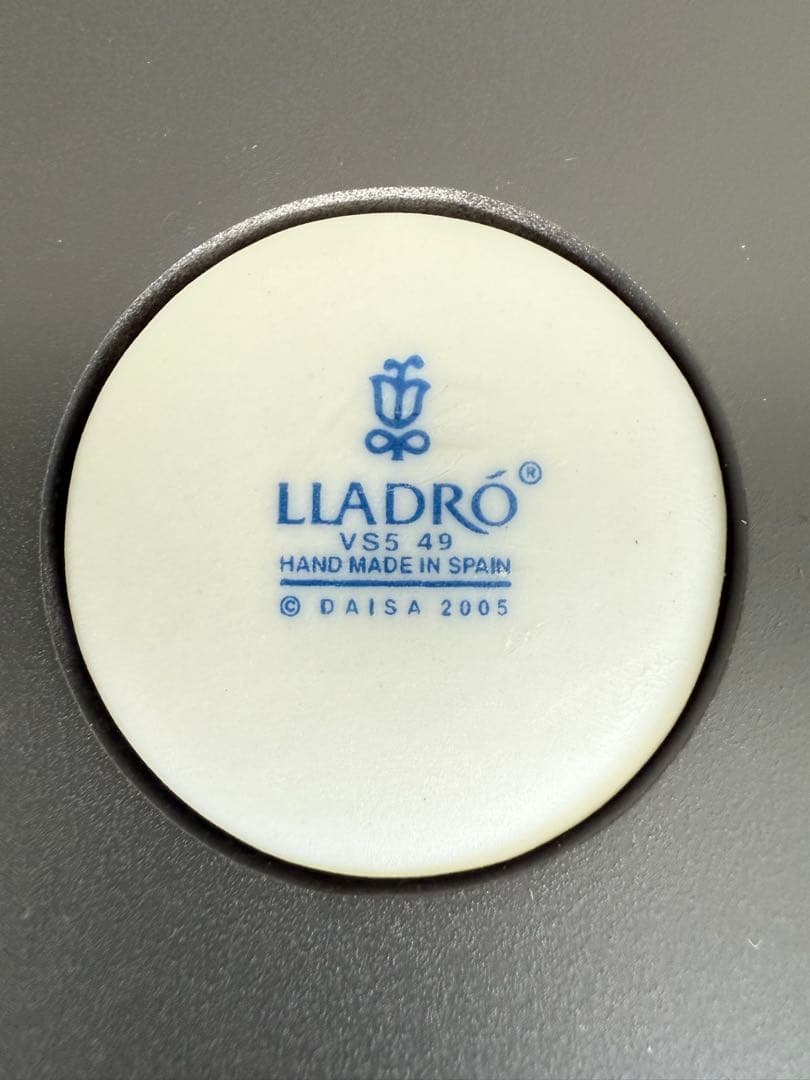 LLADRÓ®
VS5 49
HAND MADE IN SPAIN
© DAISA 2005